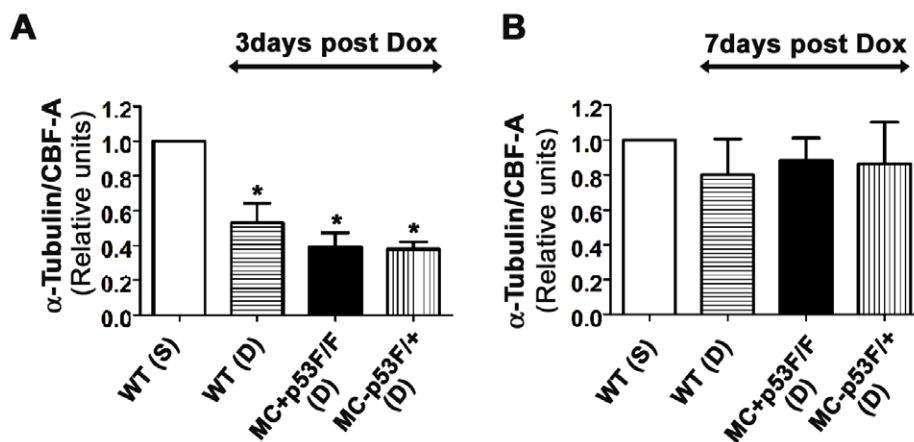 A
3days post Dox
α-Tubulin/CBF-A
(Relative units)
1.2
1.0
0.8
0.6
0.4
0.2
0.0
*
*
*
WT (S)
WT (D)
MC+p53F/F
(D)
MC-p53F/+
(D)
B
7days post Dox
α-Tubulin/CBF-A
(Relative units)
1.2
1.0
0.8
0.6
0.4
0.2
0.0
WT (S)
WT (D)
MC+p53F/F
(D)
MC-p53F/+
(D)